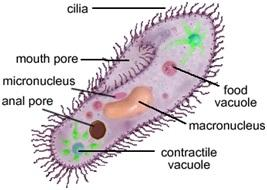 cilia
mouth pore
micronucleus
anal pore
food
vacuole
macronucleus
contractile
vacuole